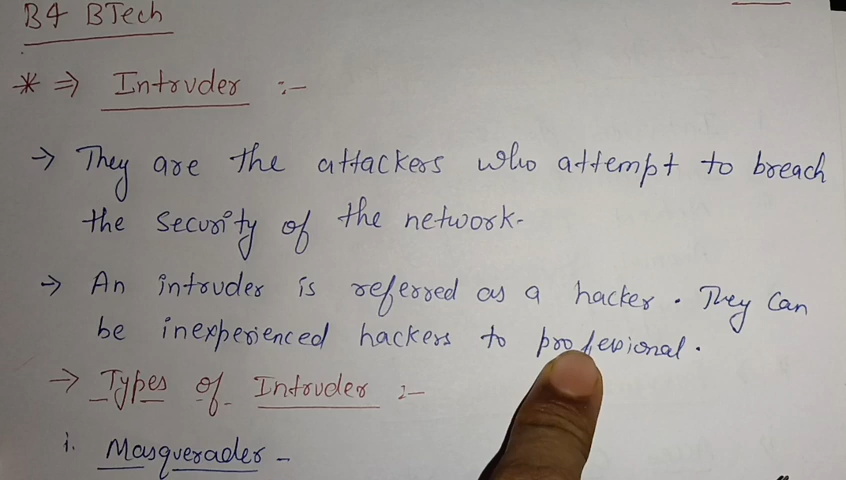 B4 BTech
* ⇒ Intruder :-
→ They are the attackers who attempt to breach
the security of the network.
→ An intruder is referred as a hacker. They can
be inexperienced hackers to professional.
→ Types of Intruder :-
i. Masquerader -